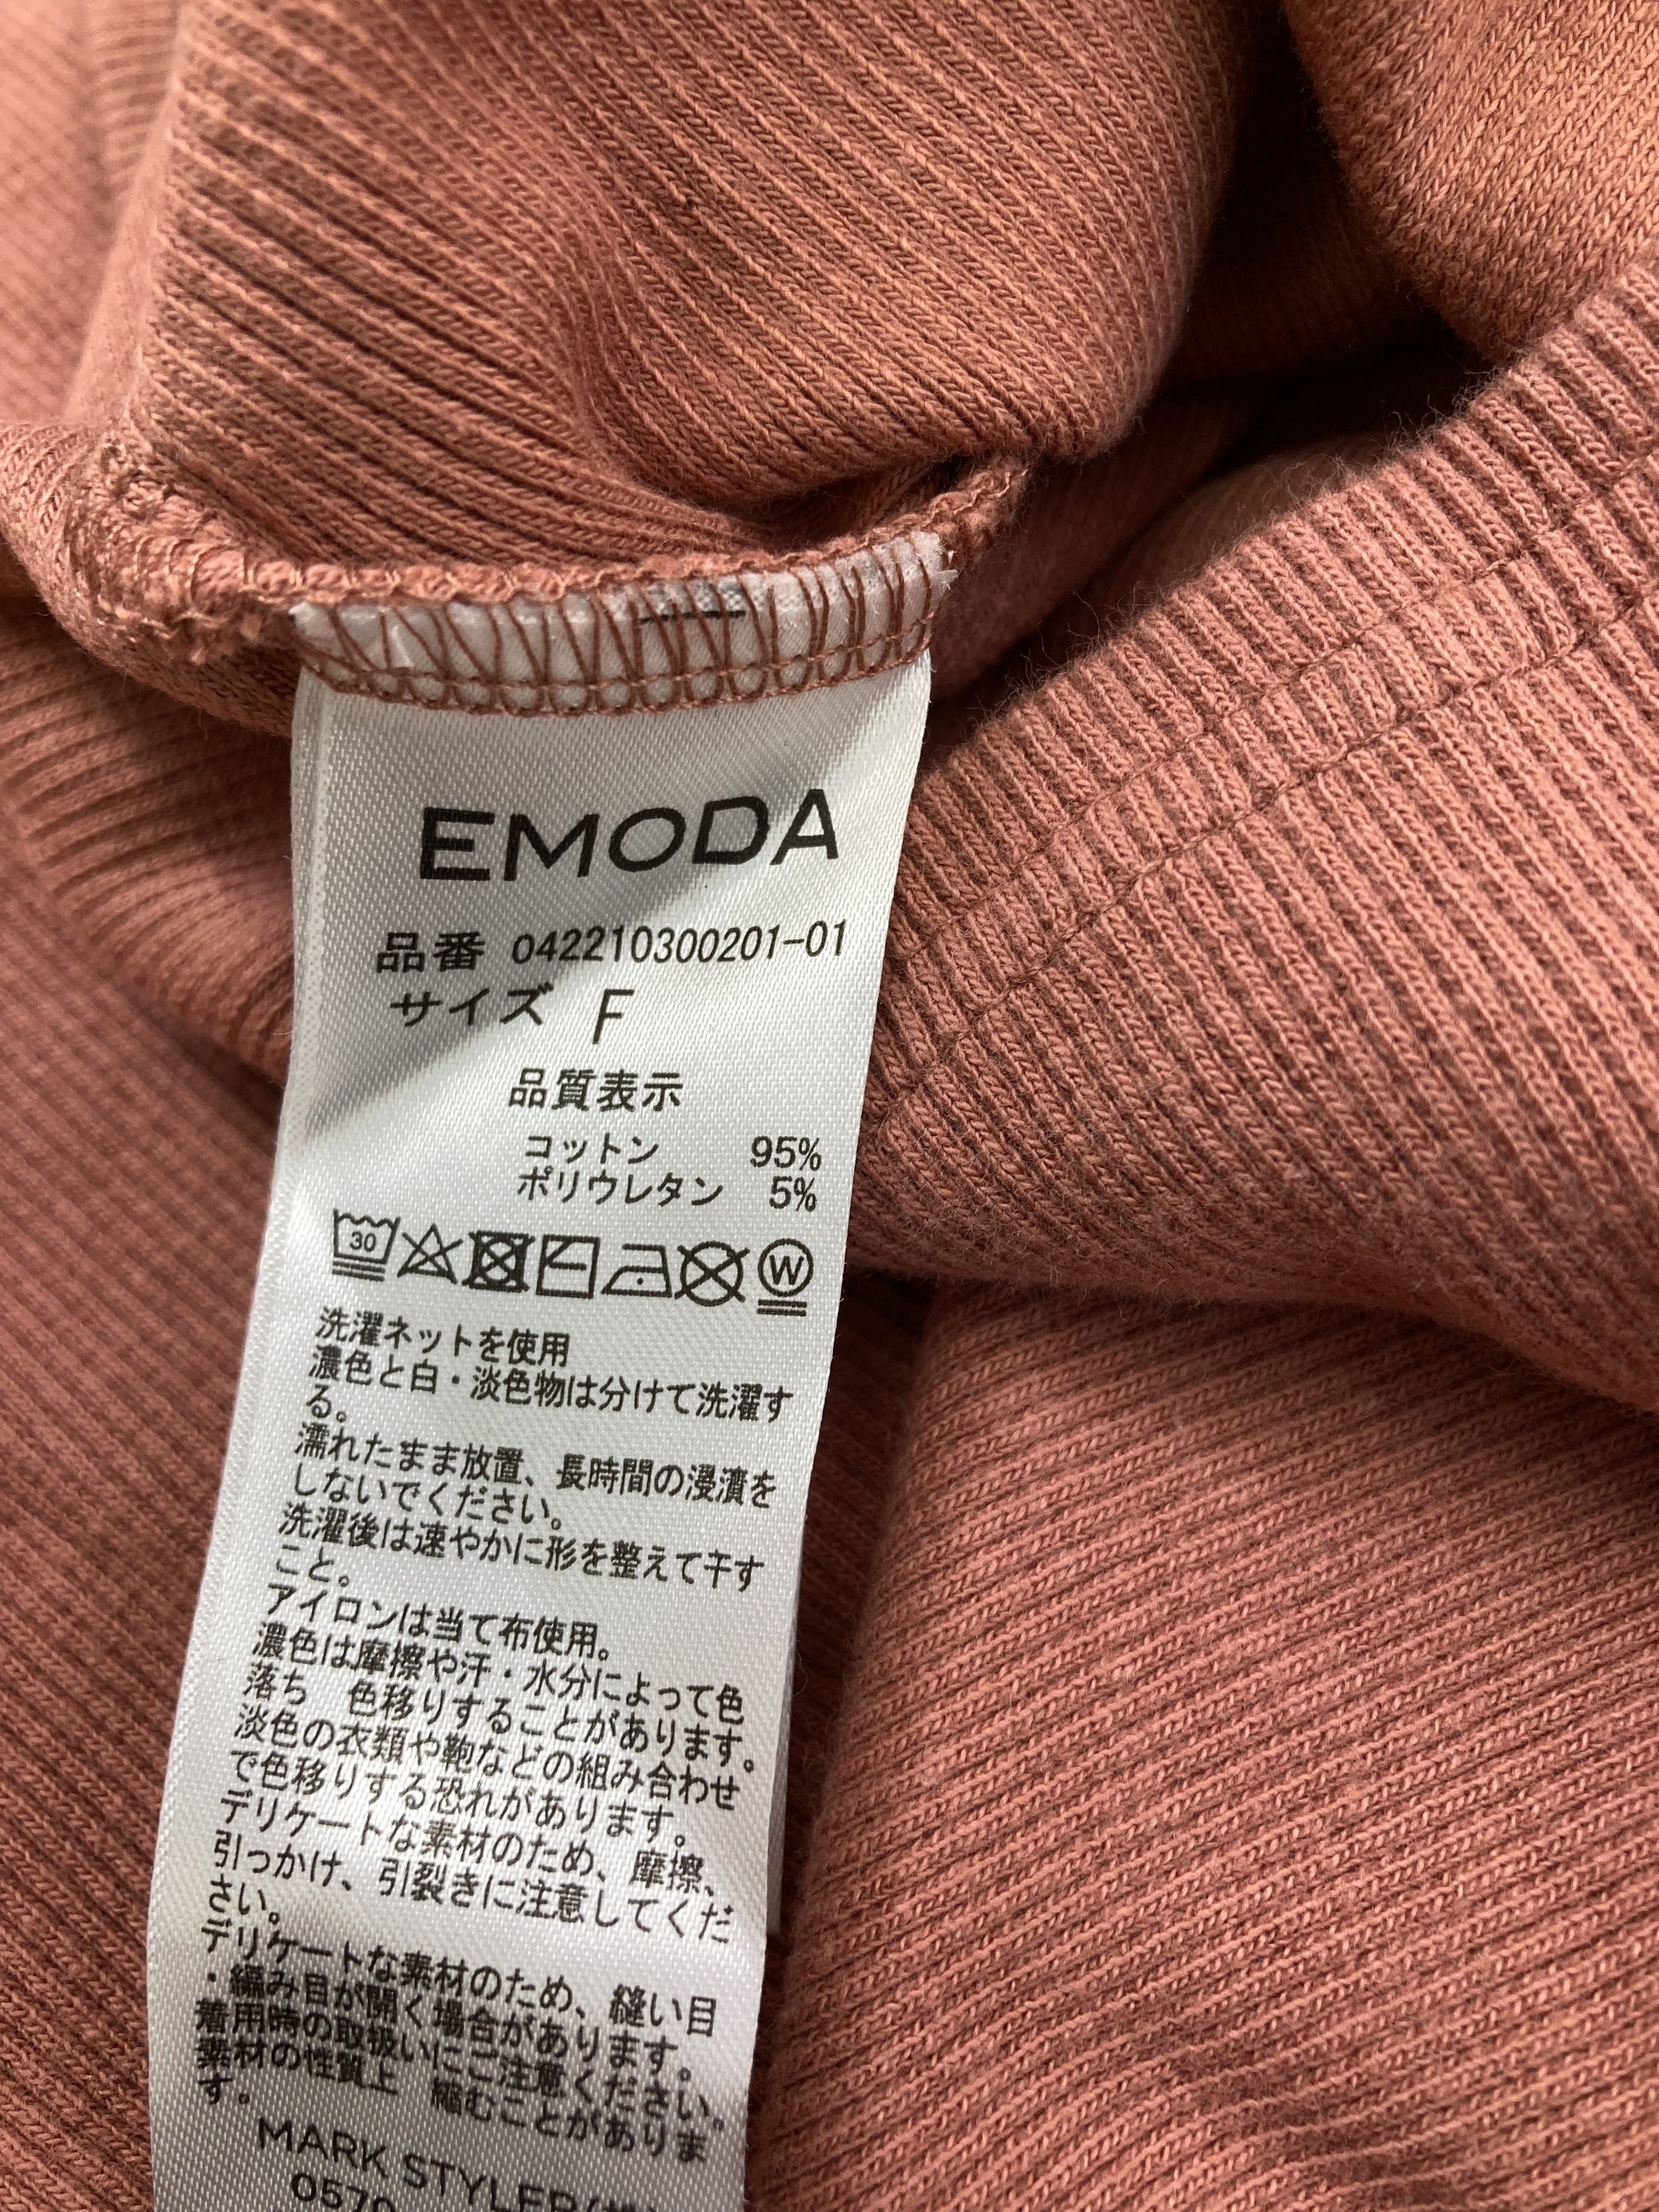 EMODA
品番 042210300201-01
サイズ F
品質表示
コットン 95%
ポリウレタン 5%
30
W
洗濯ネットを使用
濃色と白・淡色物は分けて洗濯す
る。
濡れたまま放置、長時間の浸漬を
しないでください。
洗濯後は速やかに形を整えて干す
こと。
アイロンは当て布使用。
濃色は摩擦や汗・水分によって色
落ち 色移りすることがあります。
淡色の衣類や鞄などの組み合わせ
で色移りする恐れがあります。
デリケートな素材のため、摩擦、
引っかけ、引裂きに注意してくだ
さい。
デリケートな素材のため、縫い目
・編み目が開く場合があります。
着用時の取扱いにご注意ください。
素材の性質上 縮むことがありま
す。
MARK STYLER
0570